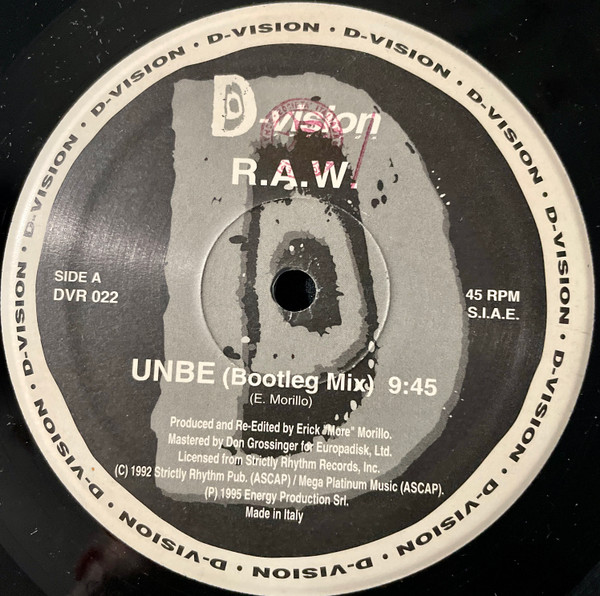 D-VISION • D-VISION • D-VISION • D-VISION • D-VISION • D-VISION • D-VISION • D-VISION • D-VISION • D-VISION • D-VISION • D-VISION •
D-vision
R.A.W.
SIDE A
DVR 022
45 RPM
S.I.A.E.
UNBE (Bootleg Mix) 9:45
(E. Morillo)
Produced and Re-Edited by Erick "More" Morillo.
Mastered by Don Grossinger for Europadisk, Ltd.
Licensed from Strictly Rhythm Records, Inc.
(C) 1992 Strictly Rhythm Pub. (ASCAP) / Mega Platinum Music (ASCAP).
(P) 1995 Energy Production Srl.
Made in Italy